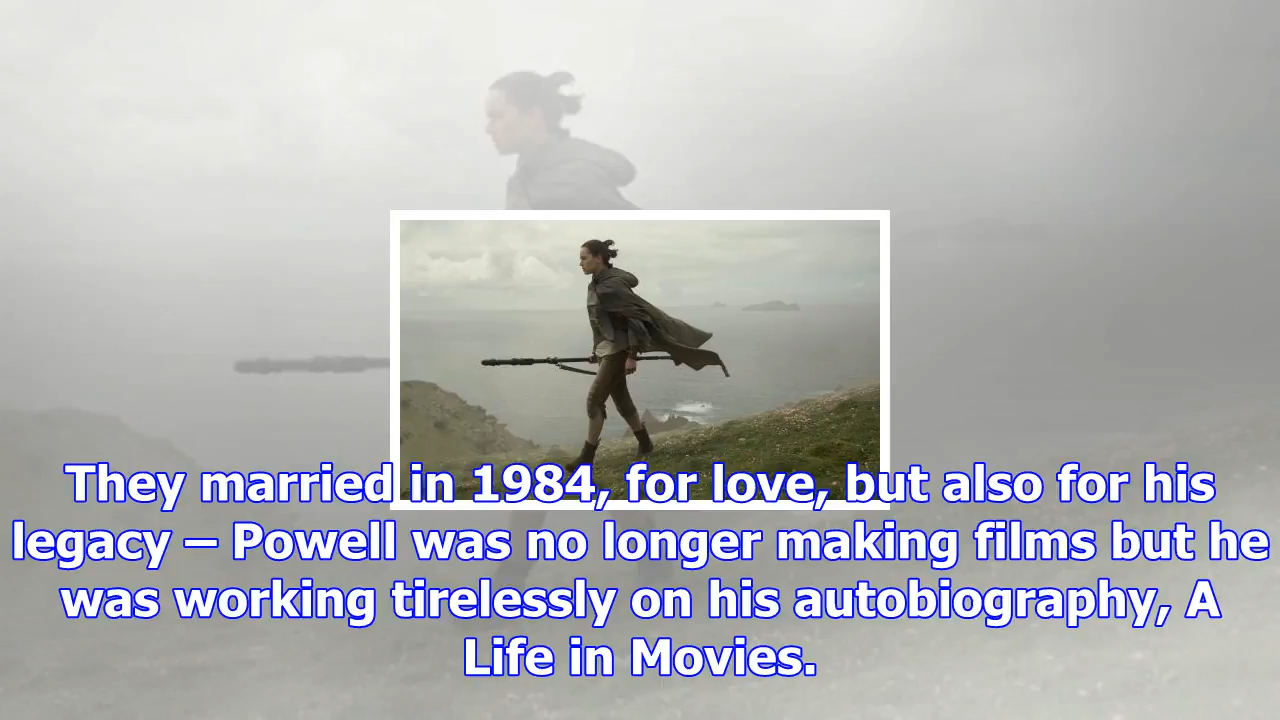 They married in 1984, for love, but also for his
legacy – Powell was no longer making films but he
was working tirelessly on his autobiography, A
Life in Movies.